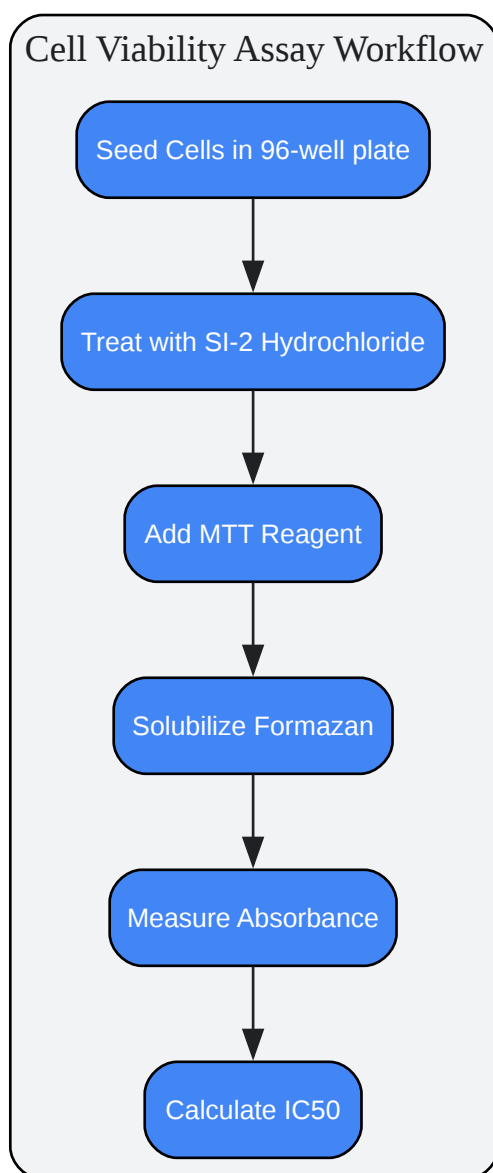 Cell Viability Assay Workflow
Seed Cells in 96-well plate
Treat with SI-2 Hydrochloride
Add MTT Reagent
Solubilize Formazan
Measure Absorbance
Calculate IC50